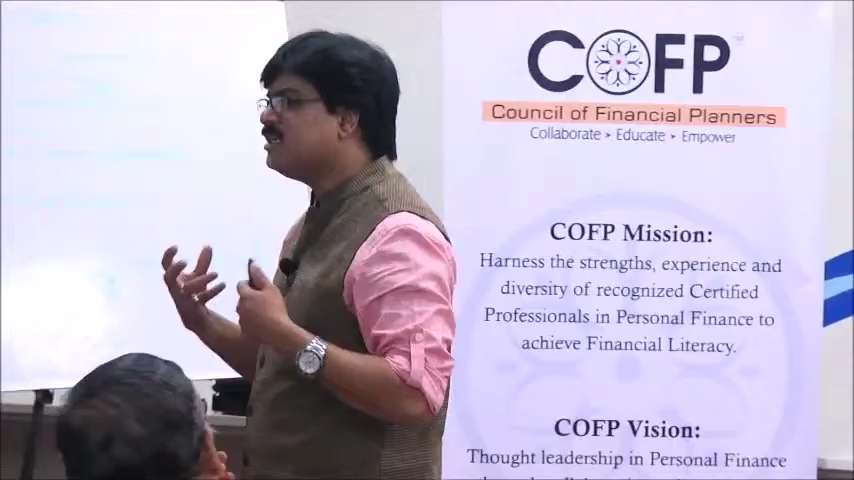 COFP
Council of Financial Planners
Collaborate ➤ Educate ➤ Empower
COFP Mission:
Harness the strengths, experience and
diversity of recognized Certified
Professionals in Personal Finance to
achieve Financial Literacy.
COFP Vision:
Thought leadership in Personal Finance